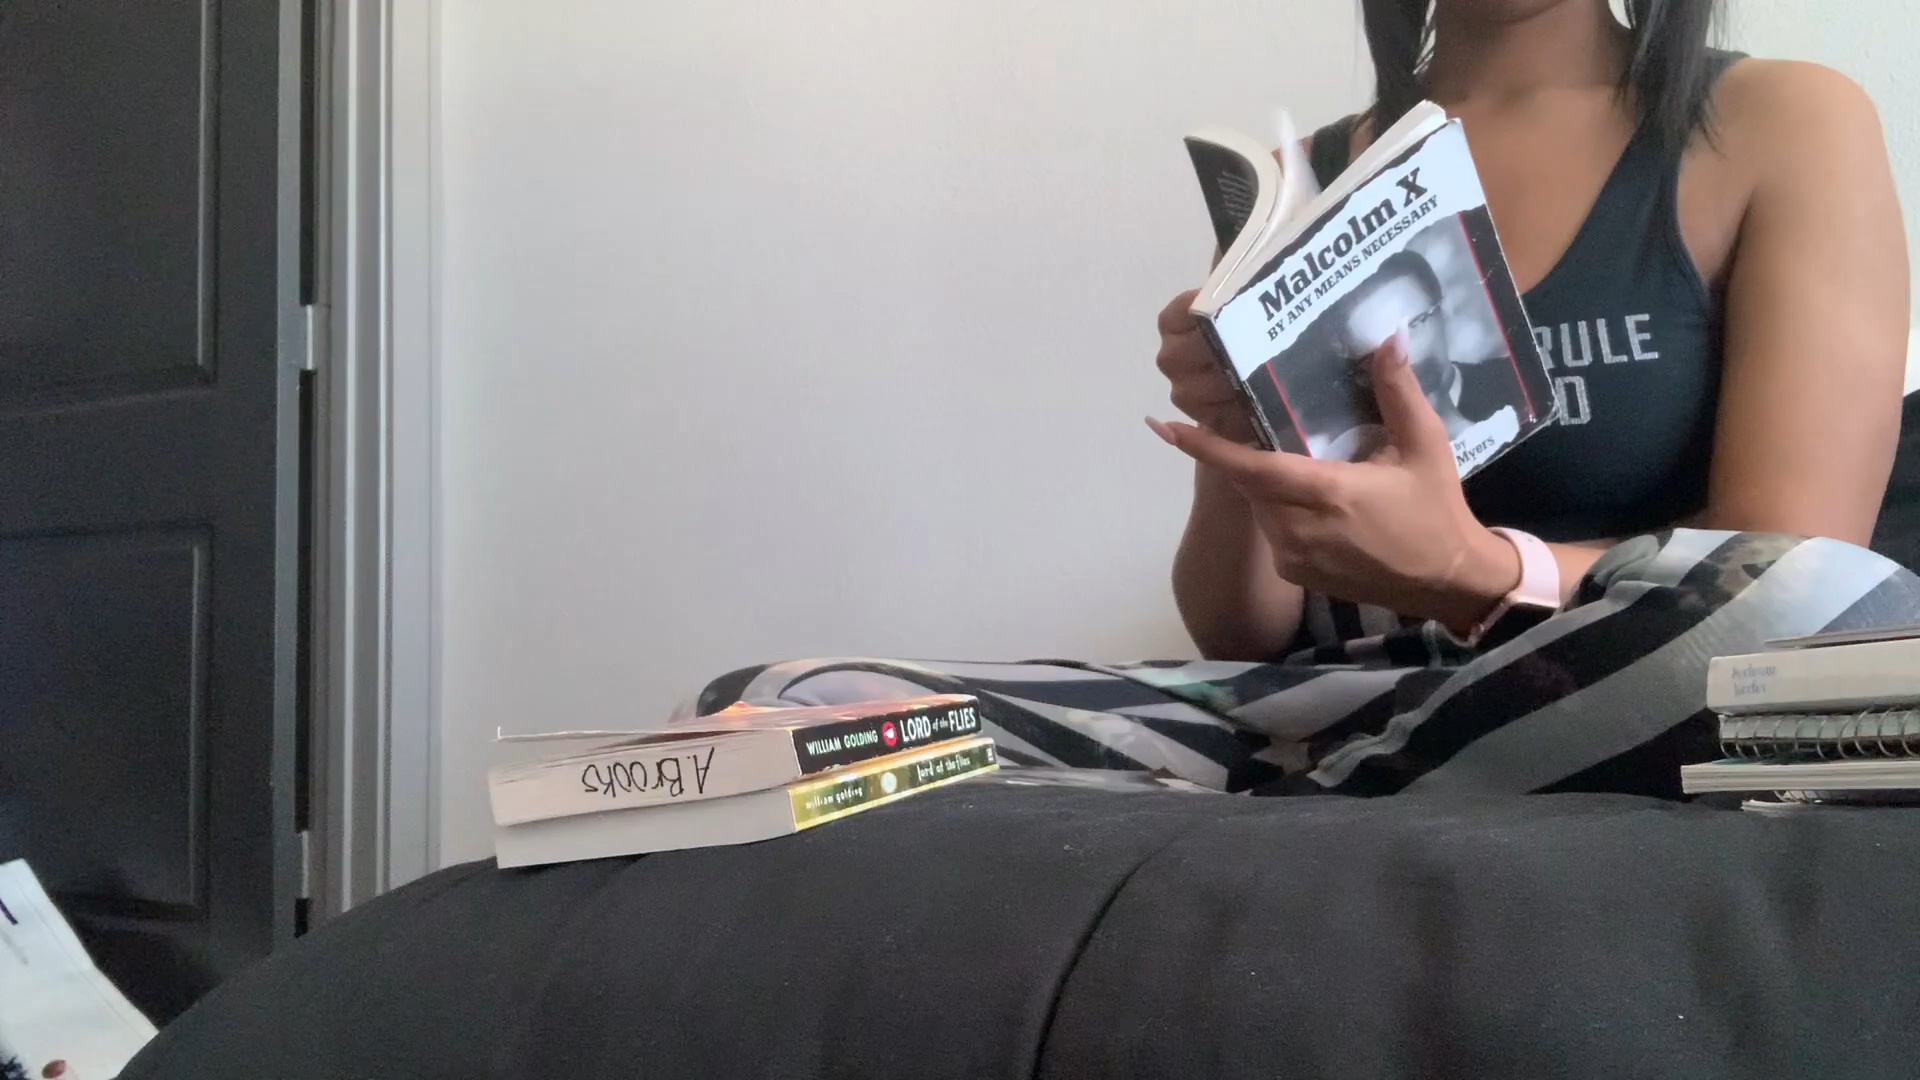 Malcolm X
BY ANY MEANS NECESSARY
by
Myers
RULE
WILLIAM GOLDING LORD of the FLIES
A.Brooks
william golding lord of the flies